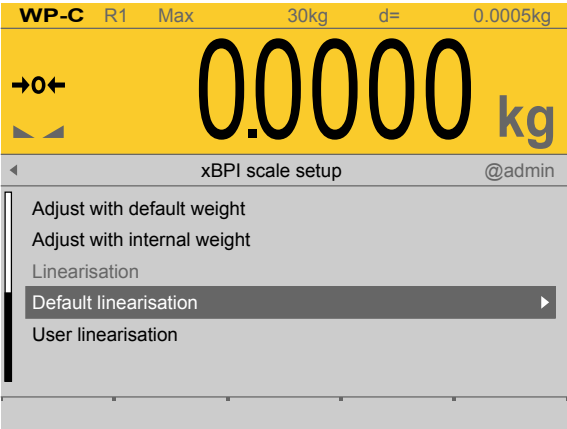 WP-C R1 Max 30kg d= 0.0005kg
→0← 0.0000 kg
xBPI scale setup @admin
Adjust with default weight
Adjust with internal weight
Linearisation
Default linearisation
User linearisation